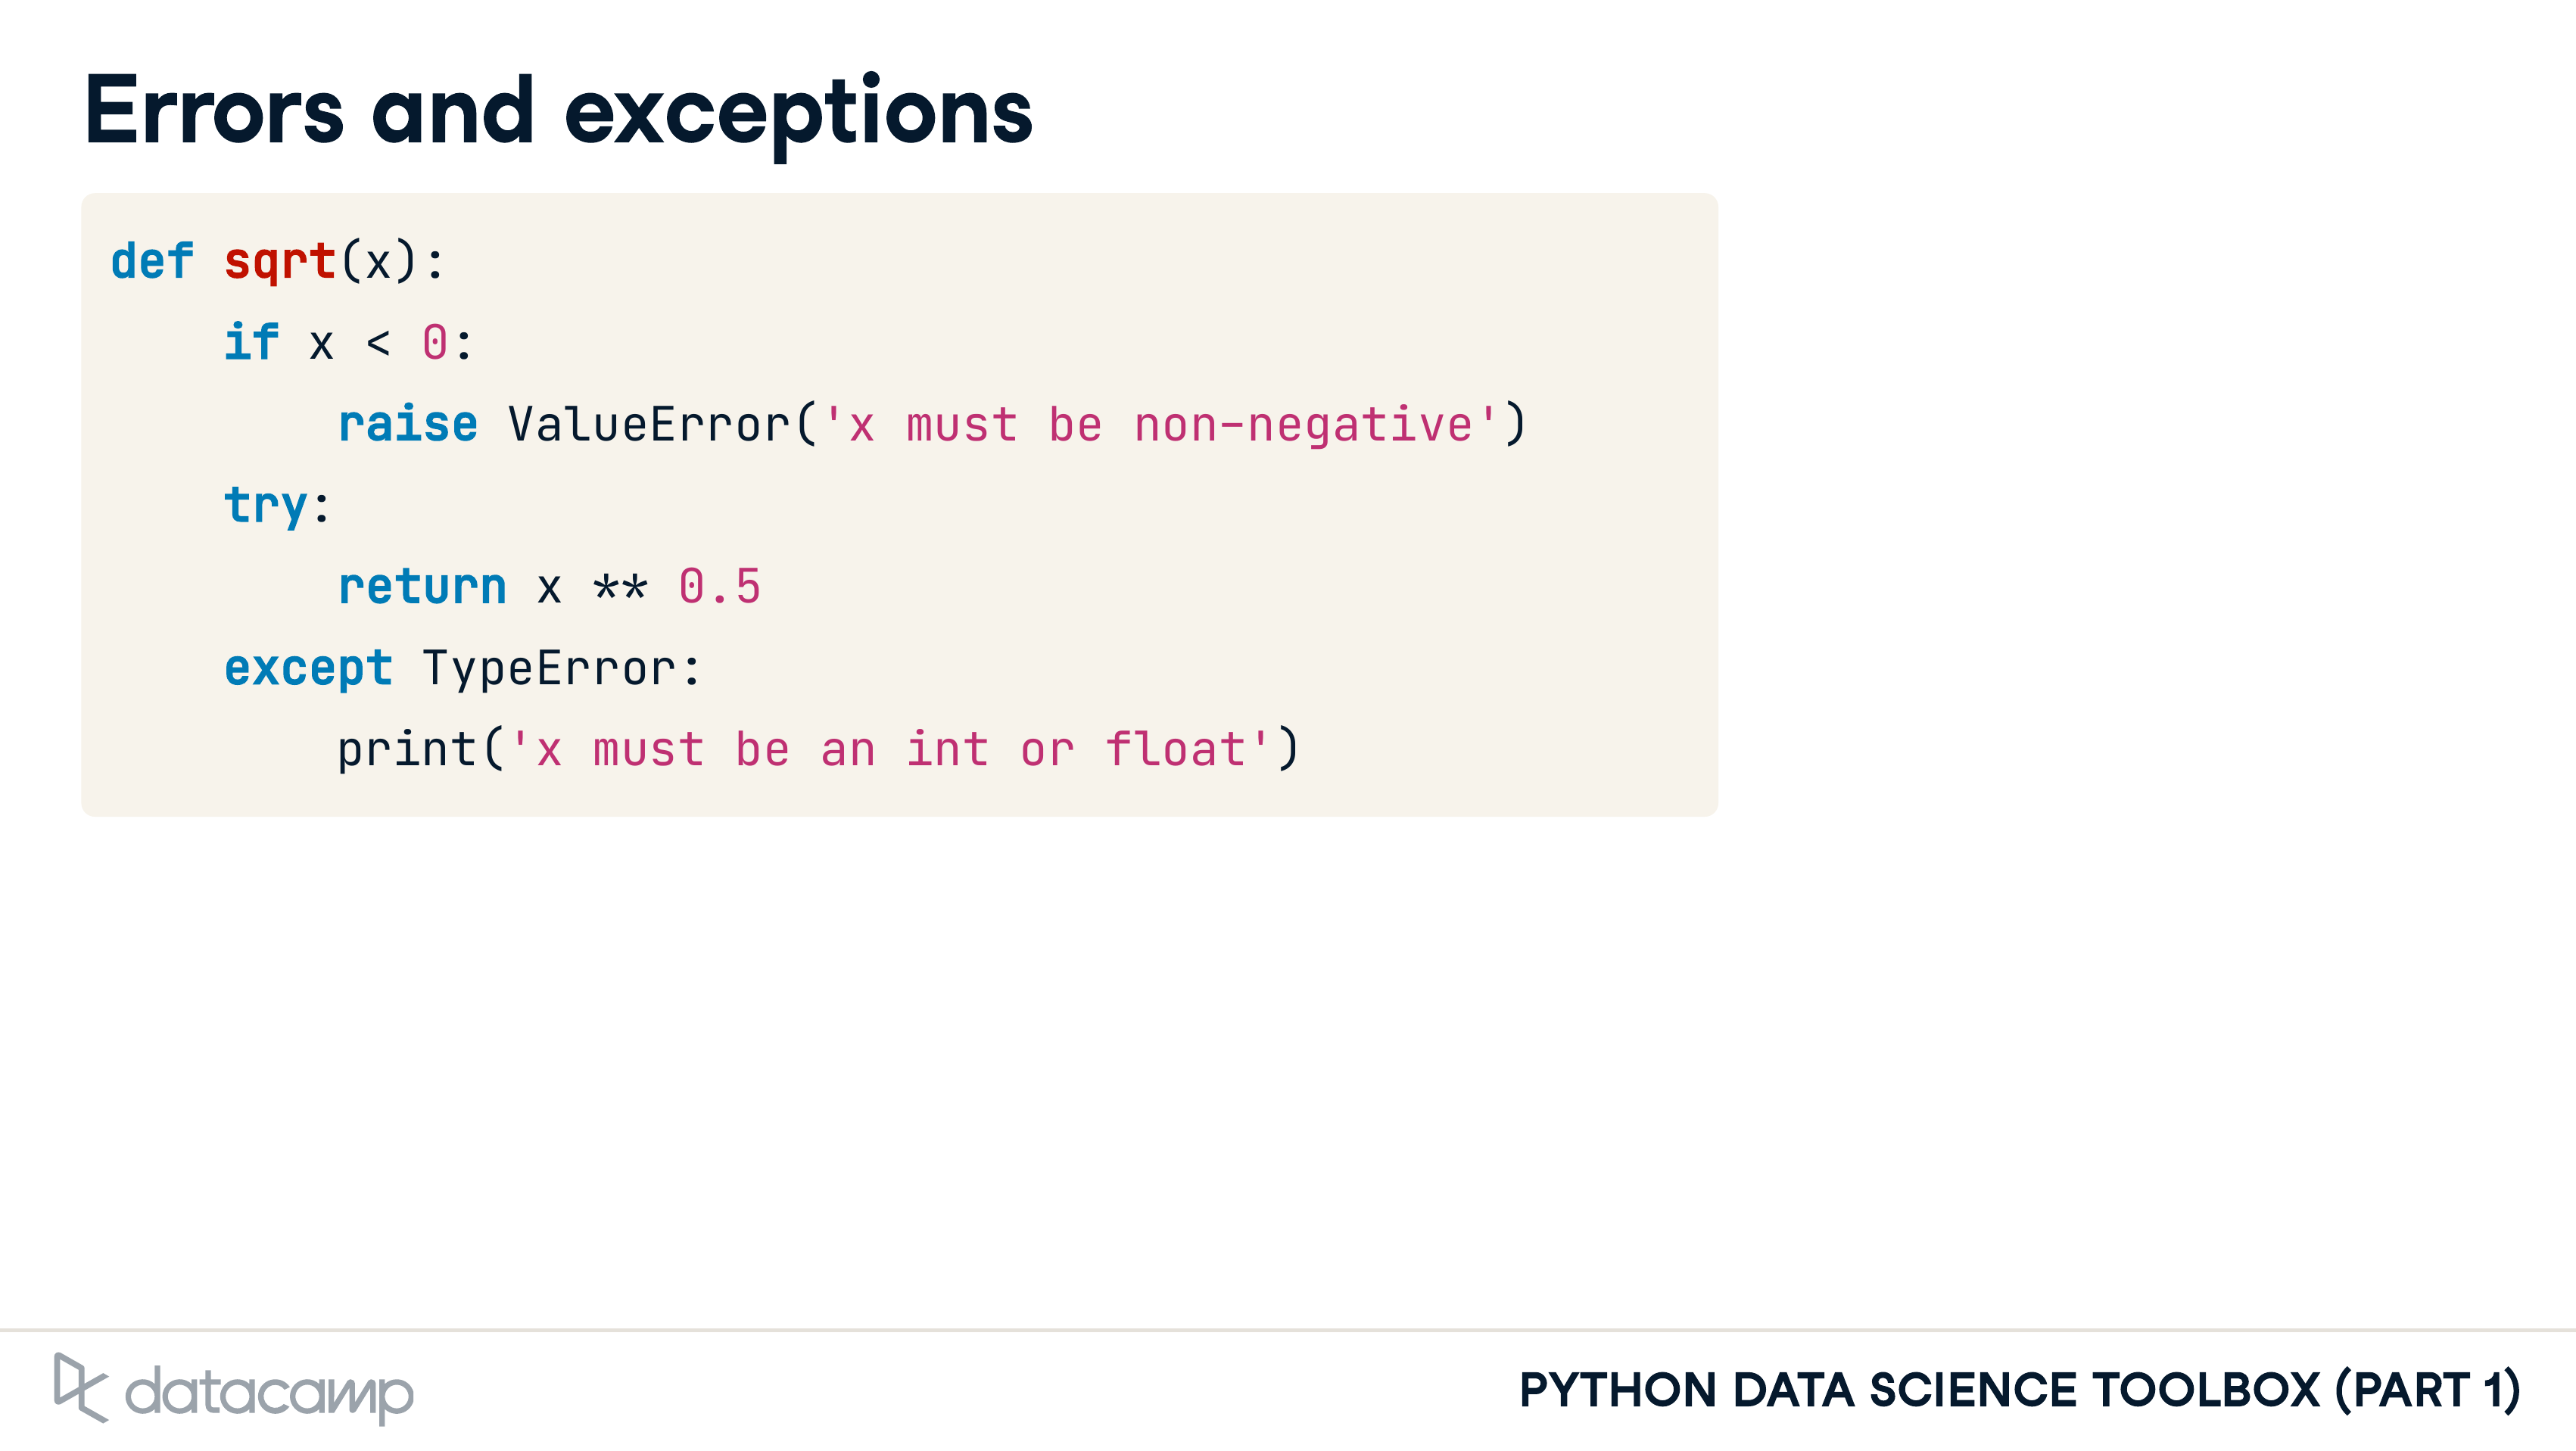 Errors and exceptions
def sqrt(x):
    if x < 0:
        raise ValueError('x must be non-negative')
    try:
        return x ** 0.5
    except TypeError:
        print('x must be an int or float')
datacamp
PYTHON DATA SCIENCE TOOLBOX (PART 1)